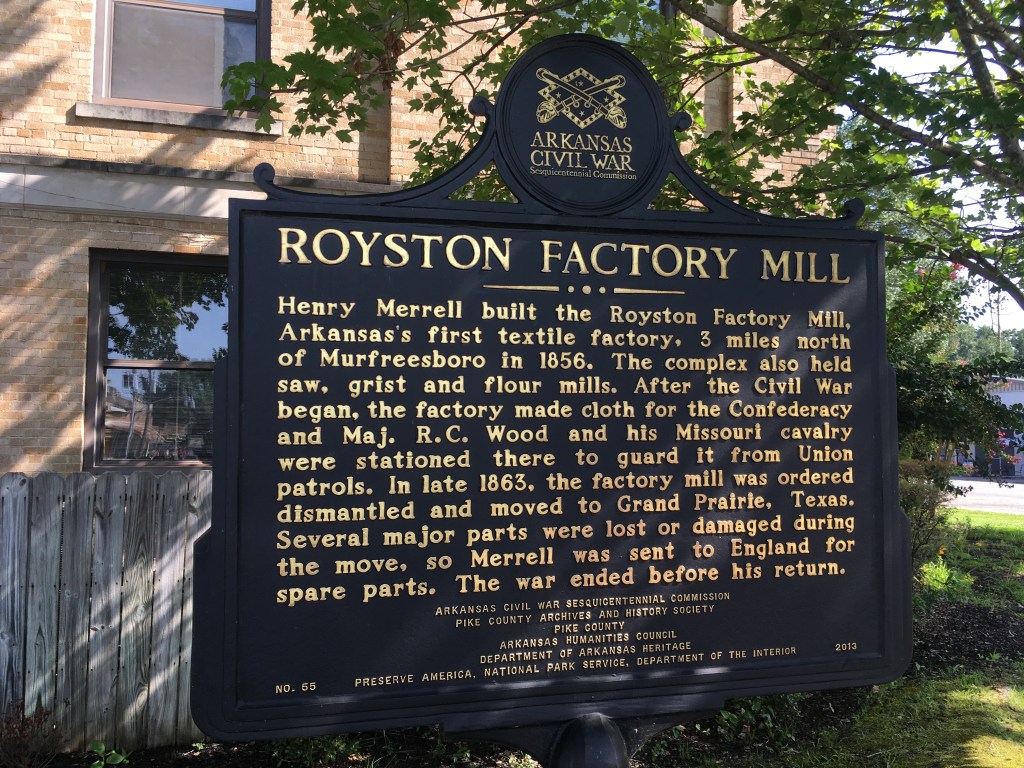 ARKANSAS
CIVIL WAR
Sesquicentennial Commission
ROYSTON FACTORY MILL
Henry Merrell built the Royston Factory Mill,
Arkansas's first textile factory, 3 miles north
of Murfreesboro in 1856. The complex also held
saw, grist and flour mills. After the Civil War
began, the factory made cloth for the Confederacy
and Maj. R.C. Wood and his Missouri cavalry
were stationed there to guard it from Union
patrols. In late 1863, the factory mill was ordered
dismantled and moved to Grand Prairie, Texas.
Several major parts were lost or damaged during
the move, so Merrell was sent to England for
spare parts. The war ended before his return.
ARKANSAS CIVIL WAR SESQUICENTENNIAL COMMISSION
PIKE COUNTY ARCHIVES AND HISTORY SOCIETY
PIKE COUNTY
ARKANSAS HUMANITIES COUNCIL
DEPARTMENT OF ARKANSAS HERITAGE
NO. 55 PRESERVE AMERICA, NATIONAL PARK SERVICE, DEPARTMENT OF THE INTERIOR 2013